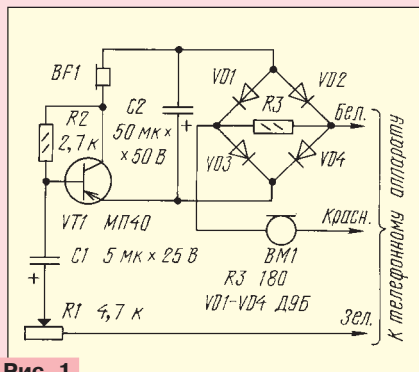 BF1
R2
2,7 к
VT1 МП40
C1 5 мк × 25 В
R1 4,7 к
C2
50 мк ×
× 50 В
VD1
VD2
R3
VD3
VD4
Бел.
Красн.
BM1
R3 180
VD1-VD4 Д9Б
Зел.
К телефонному аппарату
Рис. 1